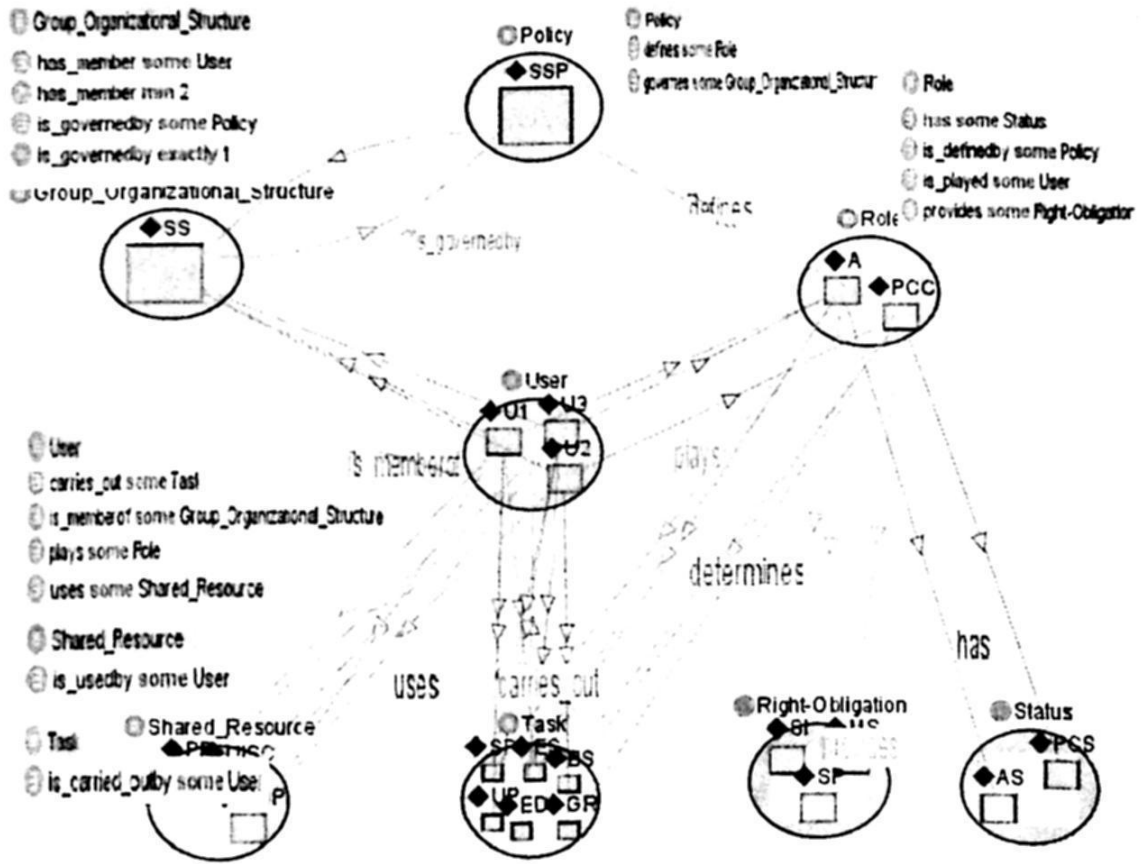 Group_Organizational_Structure
has_member some User
has_member min 2
is_governedby some Policy
is_governedby exactly 1
Group_Organizational_Structure
SS
Policy
SSP
Policy
defines some Role
governes some Group_Organizational_Structur
Role
has some Status
is_definedby some Policy
is_played some User
provides some Right-Obligation
Role
A
PCC
is_governedby
User
U1
U3
U2
is_memberof
plays
determines
has
uses
carries_out
User
carries_out some Task
is_memberof some Group_Organizational_Structure
plays some Role
uses some Shared_Resource
Shared_Resource
is_usedby some User
Task
is_carried_outby some User
Shared_Resource
P
Task
ES
BS
UP
ED
GR
Right-Obligation
MS
SP
Status
PCS
AS